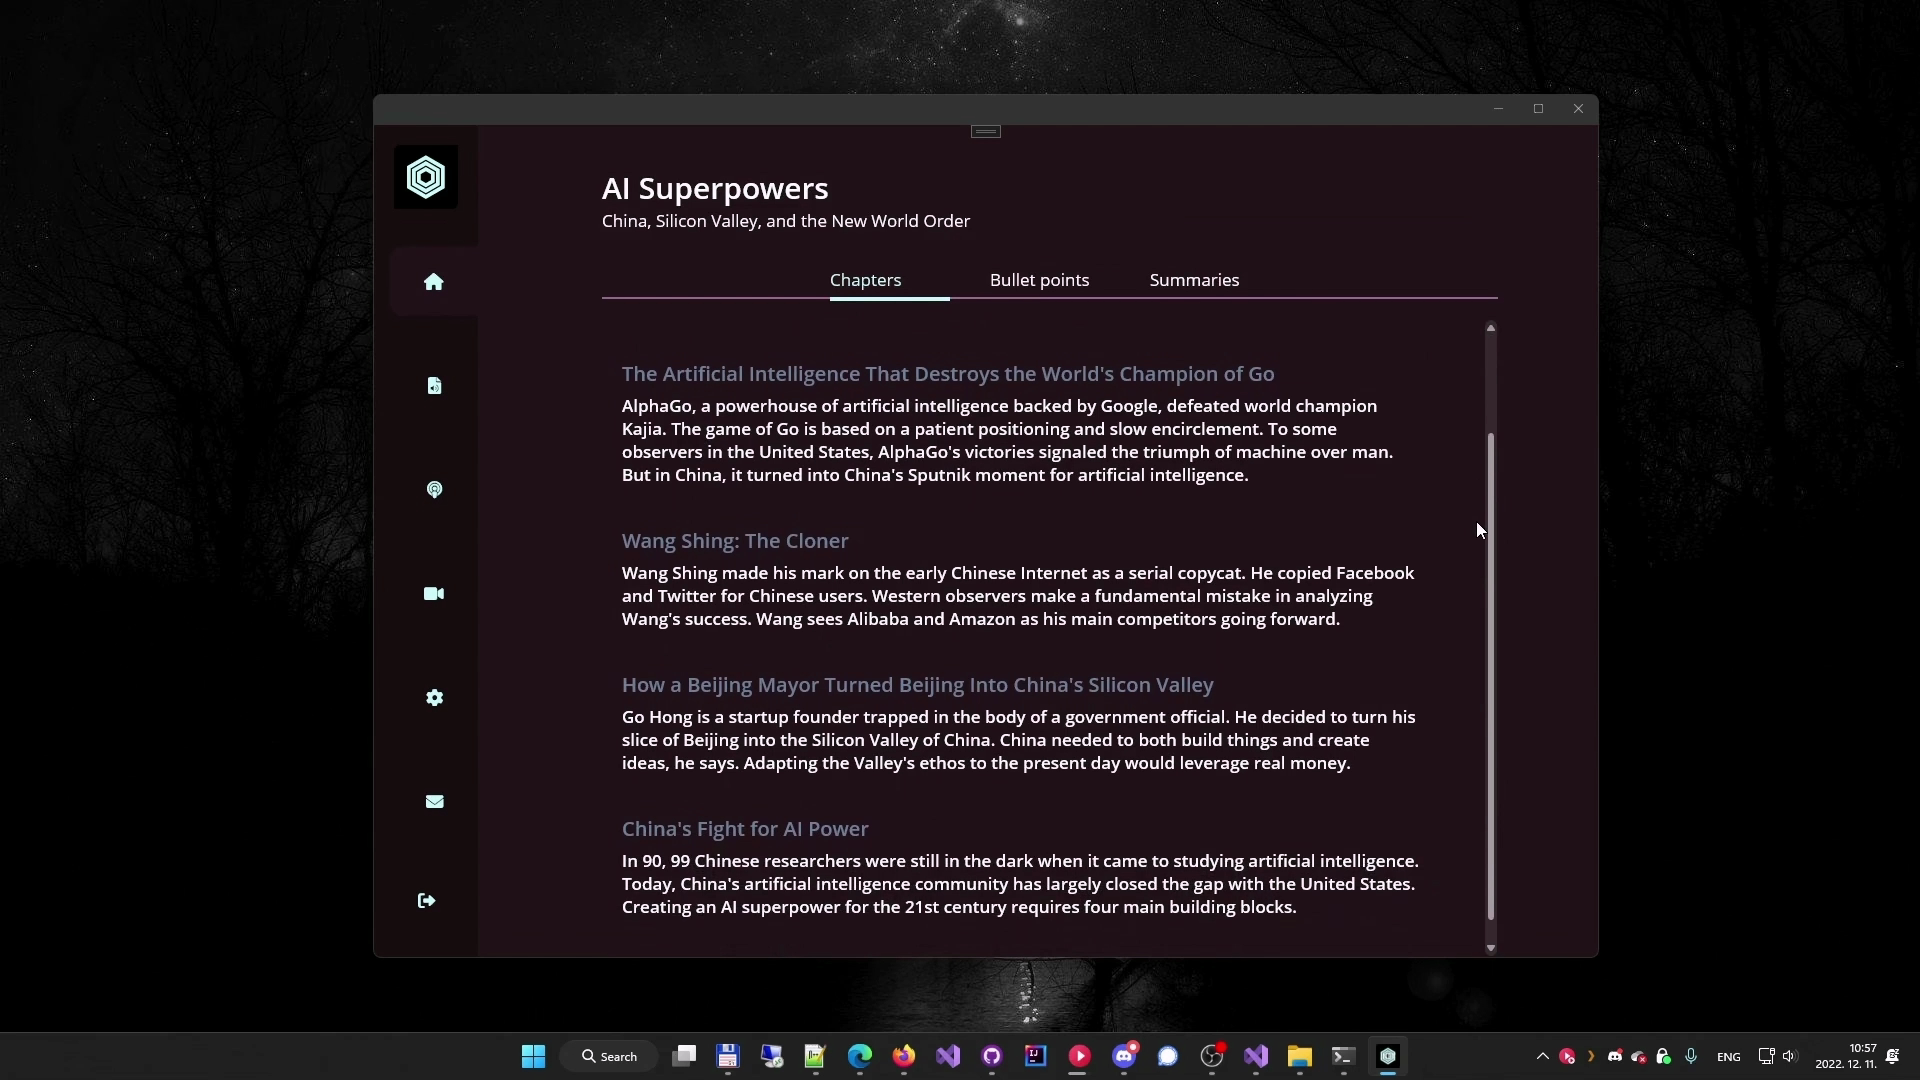 AI Superpowers
China, Silicon Valley, and the New World Order
Chapters
Bullet points
Summaries
The Artificial Intelligence That Destroys the World's Champion of Go
AlphaGo, a powerhouse of artificial intelligence backed by Google, defeated world champion
Kajia. The game of Go is based on a patient positioning and slow encirclement. To some
observers in the United States, AlphaGo's victories signaled the triumph of machine over man.
But in China, it turned into China's Sputnik moment for artificial intelligence.
Wang Shing: The Cloner
Wang Shing made his mark on the early Chinese Internet as a serial copycat. He copied Facebook
and Twitter for Chinese users. Western observers make a fundamental mistake in analyzing
Wang's success. Wang sees Alibaba and Amazon as his main competitors going forward.
How a Beijing Mayor Turned Beijing Into China's Silicon Valley
Go Hong is a startup founder trapped in the body of a government official. He decided to turn his
slice of Beijing into the Silicon Valley of China. China needed to both build things and create
ideas, he says. Adapting the Valley's ethos to the present day would leverage real money.
China's Fight for AI Power
In 90, 99 Chinese researchers were still in the dark when it came to studying artificial intelligence.
Today, China's artificial intelligence community has largely closed the gap with the United States.
Creating an AI superpower for the 21st century requires four main building blocks.
Search
ENG
10:57
2022. 12. 11.